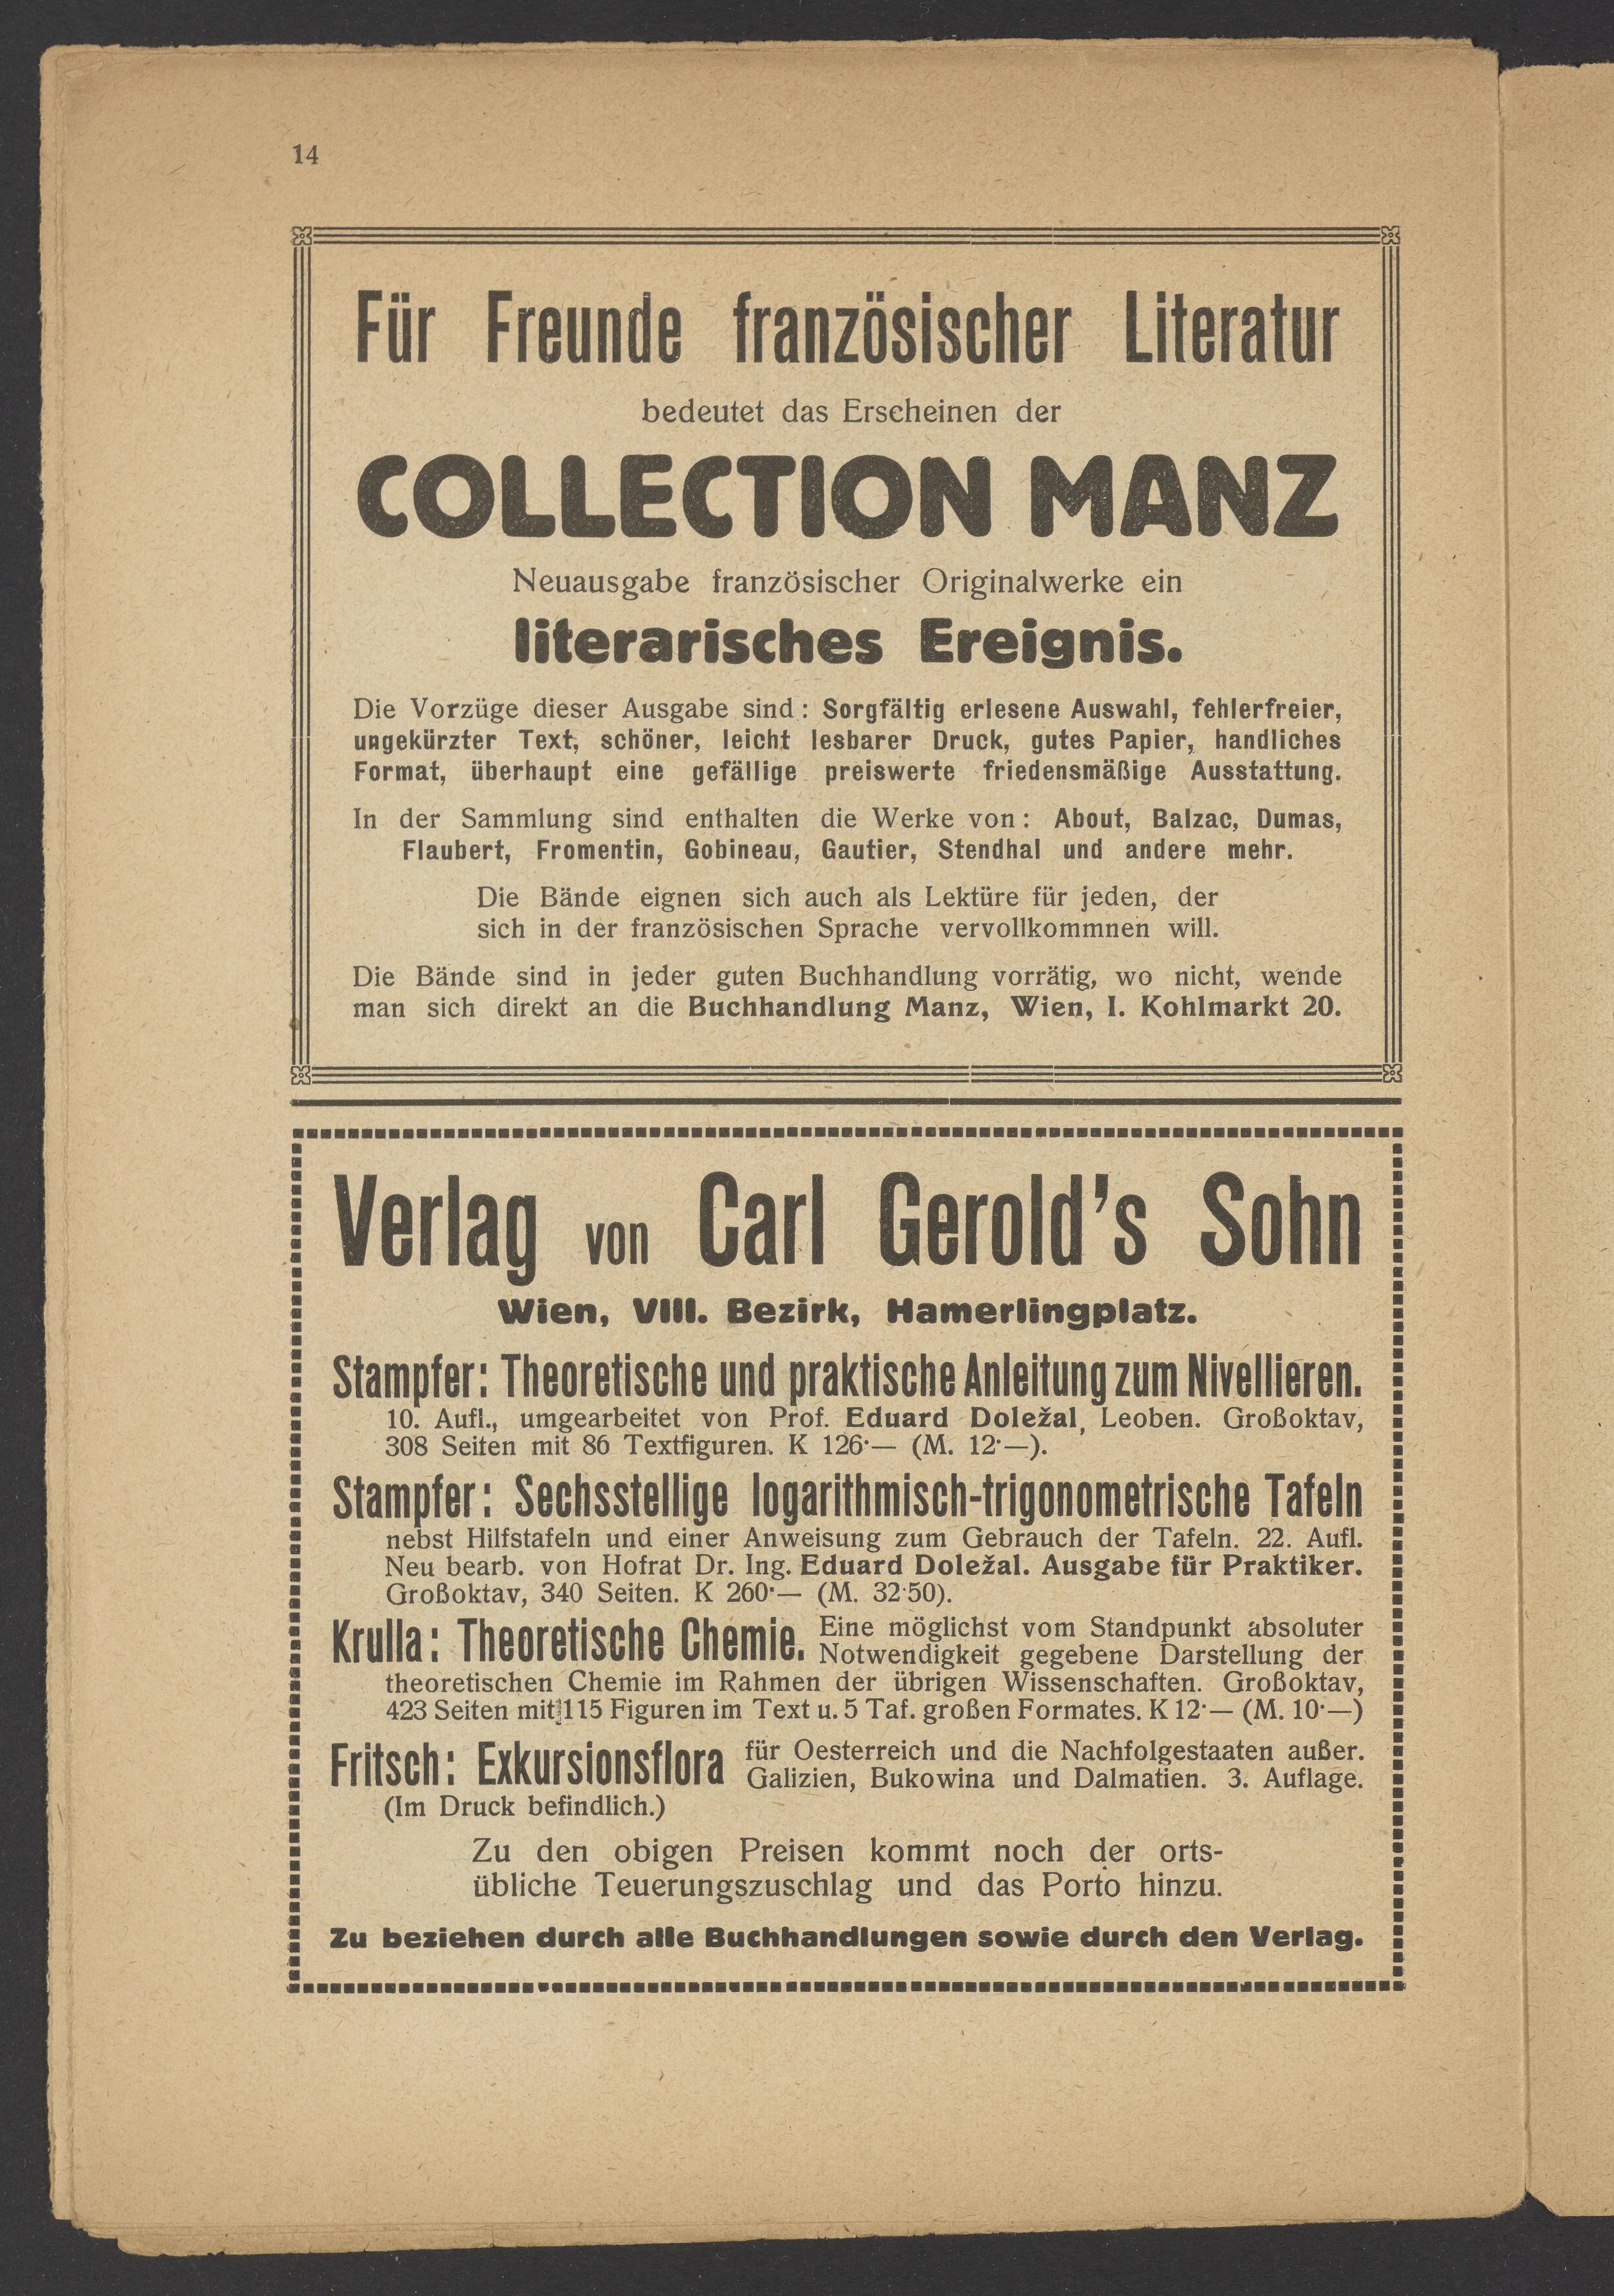 14
Für Freunde französischer Literatur
bedeutet das Erscheinen der
COLLECTION MANZ
Neuausgabe französischer Originalwerke ein
literarisches Ereignis.
Die Vorzüge dieser Ausgabe sind: Sorgfältig erlesene Auswahl, fehlerfreier,
ungekürzter Text, schöner, leicht lesbarer Druck, gutes Papier, handliches
Format, überhaupt eine gefällige preiswerte friedensmäßige Ausstattung.
In der Sammlung sind enthalten die Werke von: About, Balzac, Dumas,
Flaubert, Fromentin, Gobineau, Gautier, Stendhal und andere mehr.
Die Bände eignen sich auch als Lektüre für jeden, der
sich in der französischen Sprache vervollkommnen will.
Die Bände sind in jeder guten Buchhandlung vorrätig, wo nicht, wende
man sich direkt an die Buchhandlung Manz, Wien, I. Kohlmarkt 20.
Verlag von Carl Gerold's Sohn
Wien, VIII. Bezirk, Hamerlingplatz.
Stampfer: Theoretische und praktische Anleitung zum Nivellieren.
10. Aufl., umgearbeitet von Prof. Eduard Doležal, Leoben. Großoktav,
308 Seiten mit 86 Textfiguren. K 126·— (M. 12·—).
Stampfer: Sechsstellige logarithmisch-trigonometrische Tafeln
nebst Hilfstafeln und einer Anweisung zum Gebrauch der Tafeln. 22. Aufl.
Neu bearb. von Hofrat Dr. Ing. Eduard Doležal. Ausgabe für Praktiker.
Großoktav, 340 Seiten. K 260·— (M. 32·50).
Krulla: Theoretische Chemie. Eine möglichst vom Standpunkt absoluter
Notwendigkeit gegebene Darstellung der
theoretischen Chemie im Rahmen der übrigen Wissenschaften. Großoktav,
423 Seiten mit 115 Figuren im Text u. 5 Taf. großen Formates. K 12·— (M. 10·—)
Fritsch: Exkursionsflora für Oesterreich und die Nachfolgestaaten außer.
Galizien, Bukowina und Dalmatien. 3. Auflage.
(Im Druck befindlich.)
Zu den obigen Preisen kommt noch der orts-
übliche Teuerungszuschlag und das Porto hinzu.
Zu beziehen durch alle Buchhandlungen sowie durch den Verlag.